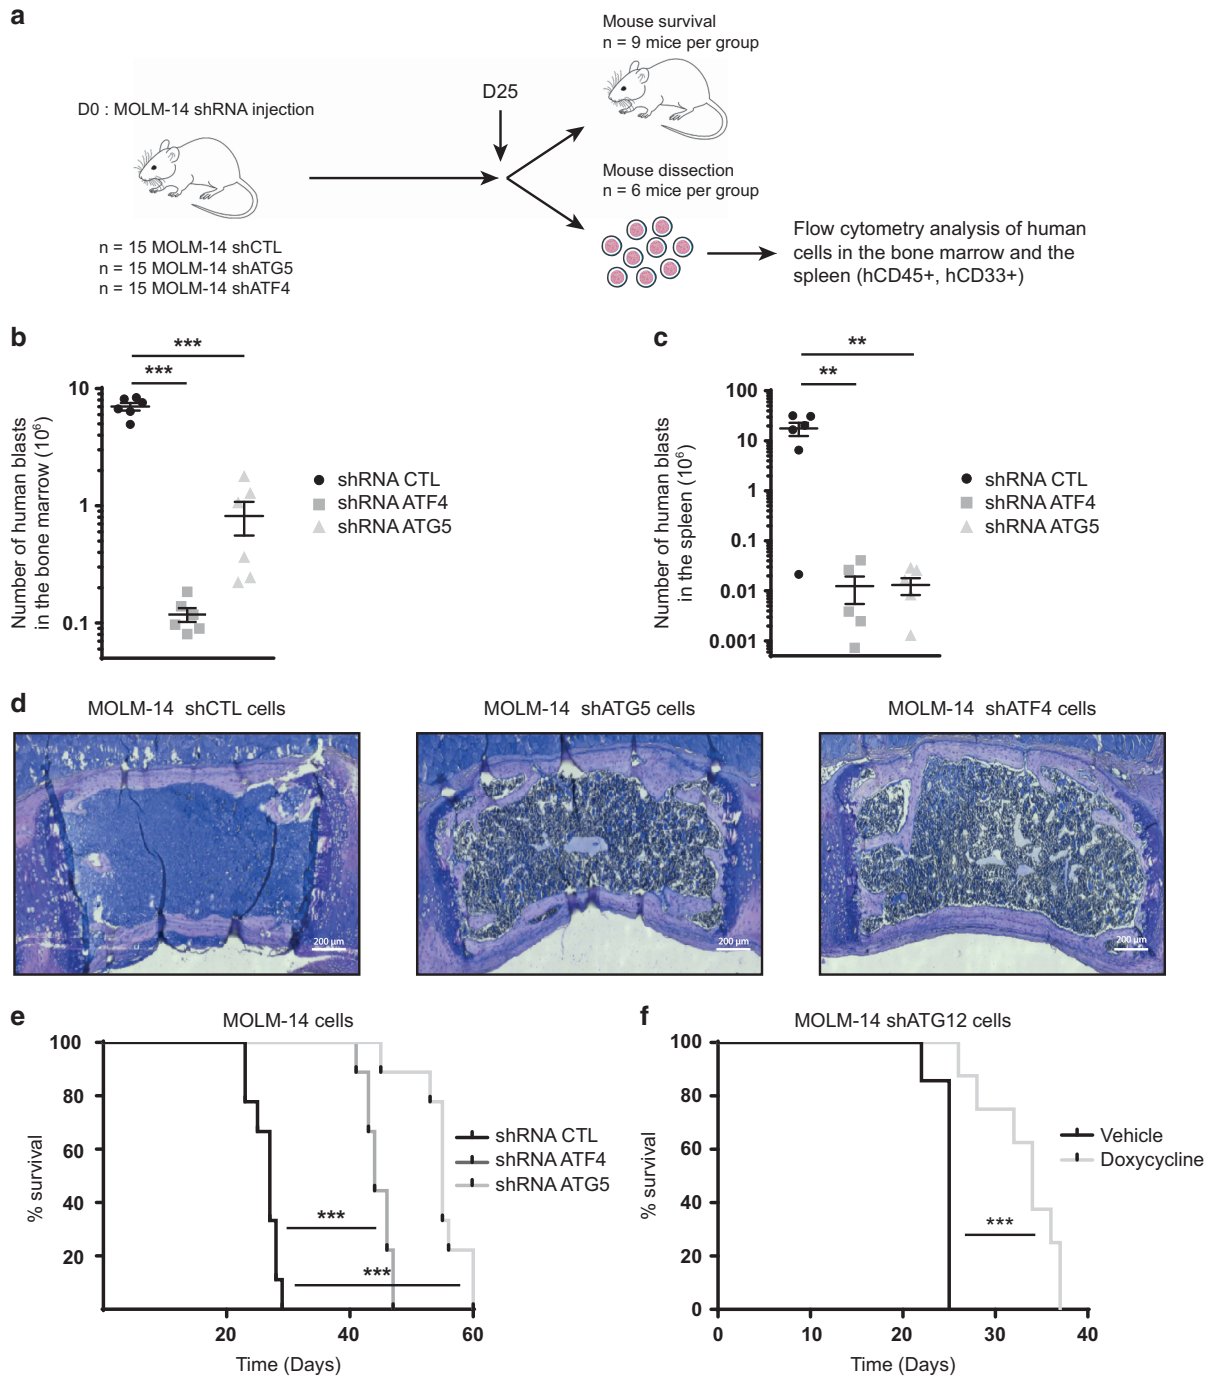 a
Mouse survival
n = 9 mice per group
D0 : MOLM-14 shRNA injection
D25
Mouse dissection
n = 6 mice per group
n = 15 MOLM-14 shCTL
n = 15 MOLM-14 shATG5
n = 15 MOLM-14 shATF4
Flow cytometry analysis of human
cells in the bone marrow and the
spleen (hCD45+, hCD33+)
b
***
***
Number of human blasts
in the bone marrow (10⁶)
10
1
0.1
shRNA CTL
shRNA ATF4
shRNA ATG5
c
**
**
Number of human blasts
in the spleen (10⁶)
100
10
1
0.1
0.01
0.001
shRNA CTL
shRNA ATF4
shRNA ATG5
d
MOLM-14 shCTL cells
MOLM-14 shATG5 cells
MOLM-14 shATF4 cells
200 µm
200 µm
200 µm
e
MOLM-14 cells
% survival
100
80
60
40
20
20
40
60
Time (Days)
***
***
shRNA CTL
shRNA ATF4
shRNA ATG5
f
MOLM-14 shATG12 cells
% survival
100
80
60
40
20
0
0
10
20
30
40
Time (Days)
***
Vehicle
Doxycycline